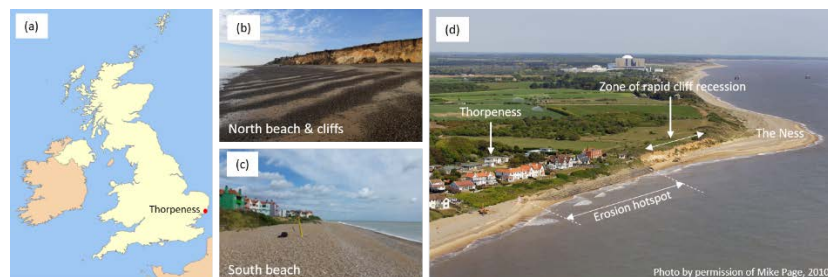 (a)
Thorpeness
(b)
North beach & cliffs
(c)
South beach
(d)
Zone of rapid cliff recession
Thorpeness
The Ness
Erosion hotspot
Photo by permission of Mike Page, 2010